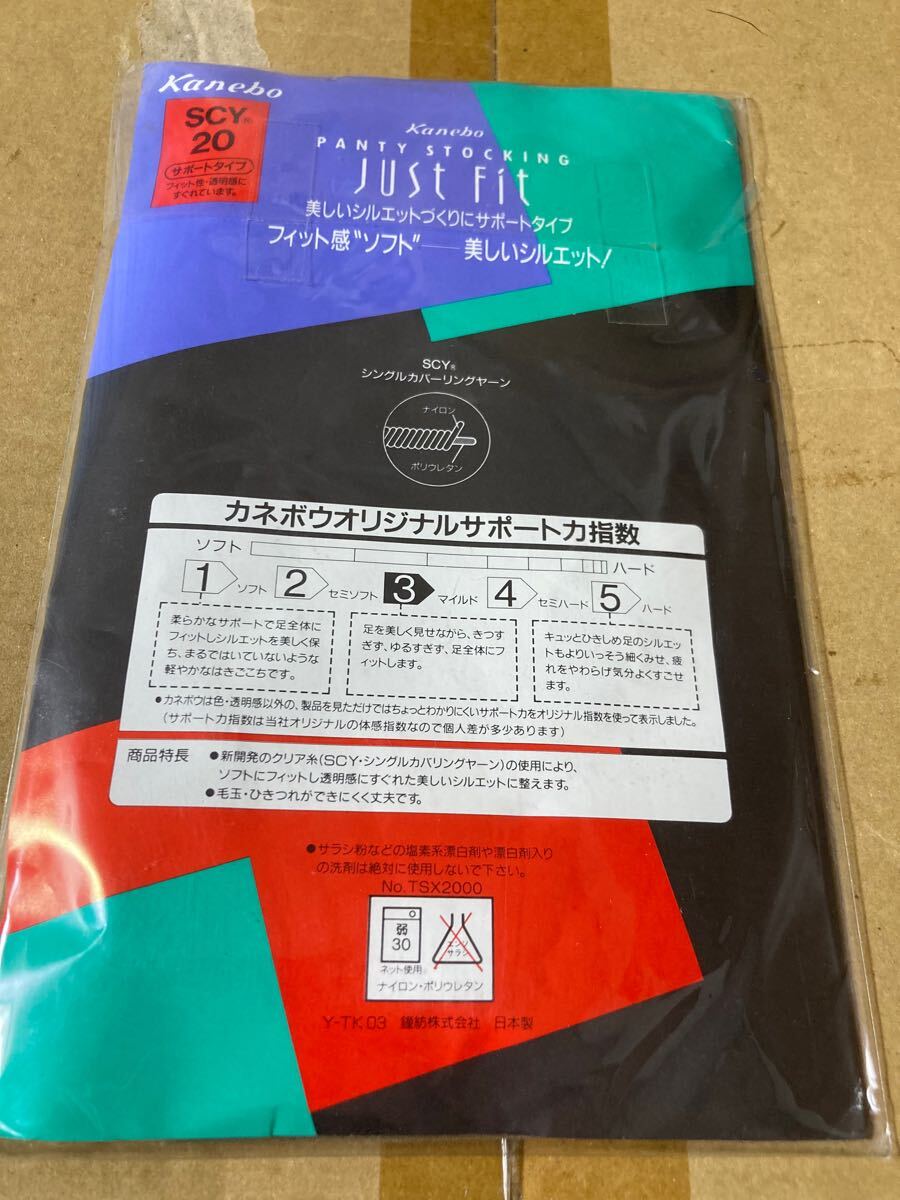 Kanebo
SCY®
20
サポートタイプ
フィット性・透明感に
すぐれています。
Kanebo
PANTY STOCKING
Just Fit
美しいシルエットづくりにサポートタイプ
フィット感"ソフト"——美しいシルエット!
SCY®
シングルカバーリングヤーン
ナイロン
ポリウレタン
カネボウオリジナルサポート力指数
ソフト ハード
1 ソフト 2 セミソフト 3 マイルド 4 セミハード 5 ハード
柔らかなサポートで足全体に
フィットしシルエットを美しく保
ち、まるではいていないような
軽やかなはきごこちです。
足を美しく見せながら、きつす
ぎず、ゆるすぎず、足全体にフ
ィットします。
キュッとひきしめ足のシルエッ
トもよりいっそう細くみせ、疲
れをやわらげ気分よくすごせ
ます。
●カネボウは色・透明感以外の、製品を見ただけではちょっとわかりにくいサポート力をオリジナル指数を使って表示しました。
(サポート力指数は当社オリジナルの体感指数なので個人差が多少あります)
商品特長 ●新開発のクリア糸(SCY・シングルカバリングヤーン)の使用により、
ソフトにフィットし透明感にすぐれた美しいシルエットに整えます。
●毛玉・ひきつれができにくく丈夫です。
●サラシ粉などの塩素系漂白剤や漂白剤入り
の洗剤は絶対に使用しないで下さい。
No.TSX2000
弱
30
ネット使用
エンソ
サラシ
ナイロン・ポリウレタン
Y-TK 03 鐘紡株式会社 日本製